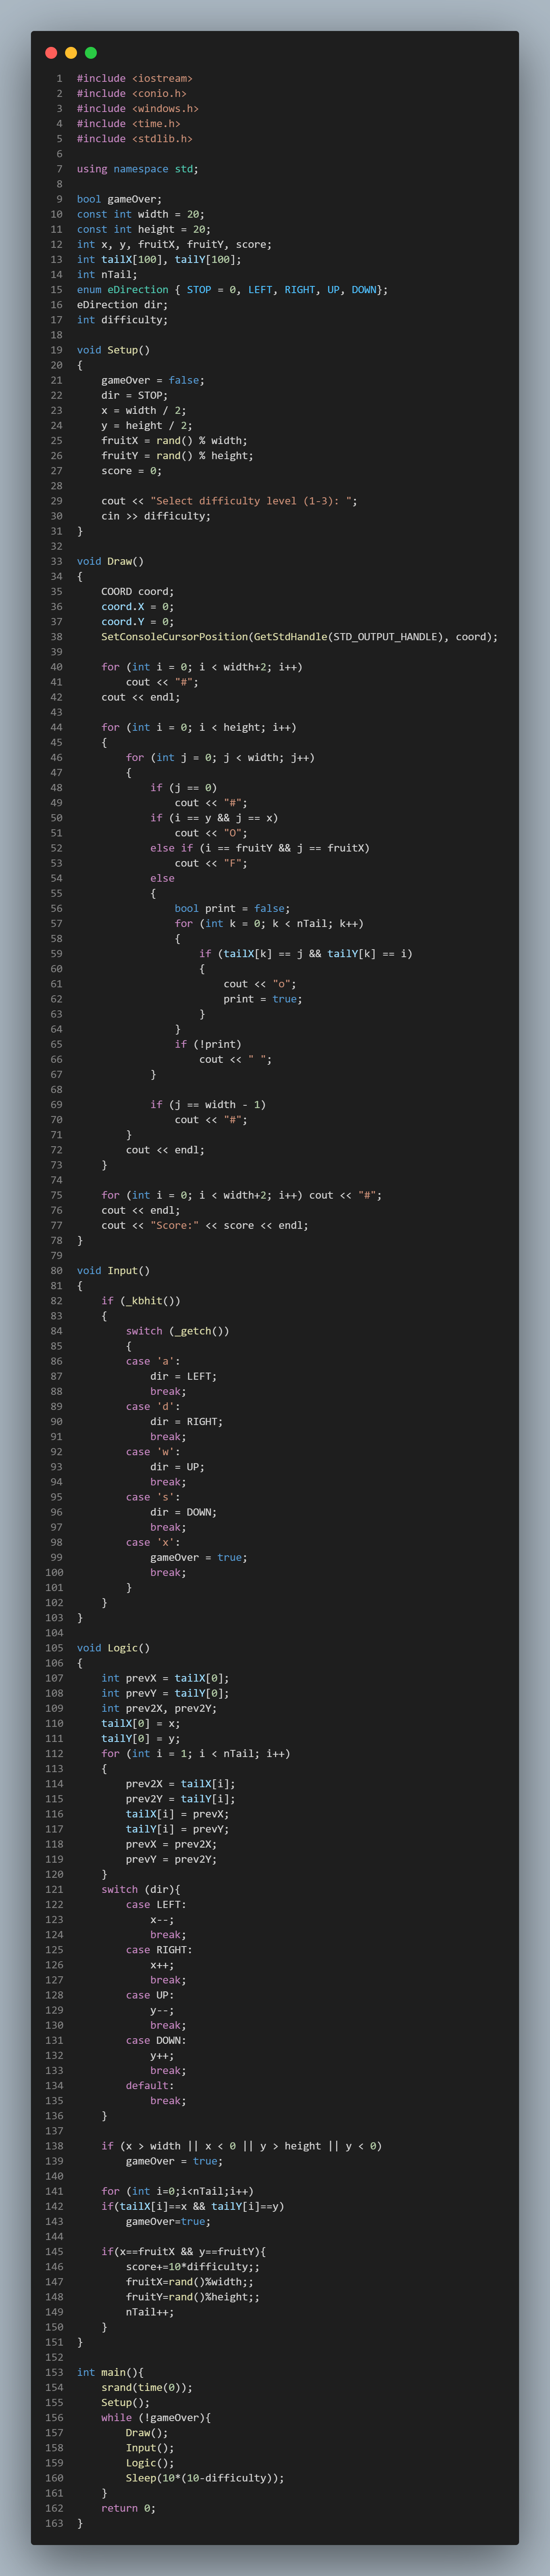 1 #include <iostream>
2 #include <conio.h>
3 #include <windows.h>
4 #include <time.h>
5 #include <stdlib.h>
6
7 using namespace std;
8
9 bool gameOver;
10 const int width = 20;
11 const int height = 20;
12 int x, y, fruitX, fruitY, score;
13 int tailX[100], tailY[100];
14 int nTail;
15 enum eDirection { STOP = 0, LEFT, RIGHT, UP, DOWN};
16 eDirection dir;
17 int difficulty;
18
19 void Setup()
20 {
21     gameOver = false;
22     dir = STOP;
23     x = width / 2;
24     y = height / 2;
25     fruitX = rand() % width;
26     fruitY = rand() % height;
27     score = 0;
28
29     cout << "Select difficulty level (1-3): ";
30     cin >> difficulty;
31 }
32
33 void Draw()
34 {
35     COORD coord;
36     coord.X = 0;
37     coord.Y = 0;
38     SetConsoleCursorPosition(GetStdHandle(STD_OUTPUT_HANDLE), coord);
39
40     for (int i = 0; i < width+2; i++)
41         cout << "#";
42     cout << endl;
43
44     for (int i = 0; i < height; i++)
45     {
46         for (int j = 0; j < width; j++)
47         {
48             if (j == 0)
49                 cout << "#";
50             if (i == y && j == x)
51                 cout << "O";
52             else if (i == fruitY && j == fruitX)
53                 cout << "F";
54             else
55             {
56                 bool print = false;
57                 for (int k = 0; k < nTail; k++)
58                 {
59                     if (tailX[k] == j && tailY[k] == i)
60                     {
61                         cout << "o";
62                         print = true;
63                     }
64                 }
65                 if (!print)
66                     cout << " ";
67             }
68
69             if (j == width - 1)
70                 cout << "#";
71         }
72         cout << endl;
73     }
74
75     for (int i = 0; i < width+2; i++) cout << "#";
76     cout << endl;
77     cout << "Score:" << score << endl;
78 }
79
80 void Input()
81 {
82     if (_kbhit())
83     {
84         switch (_getch())
85         {
86         case 'a':
87             dir = LEFT;
88             break;
89         case 'd':
90             dir = RIGHT;
91             break;
92         case 'w':
93             dir = UP;
94             break;
95         case 's':
96             dir = DOWN;
97             break;
98         case 'x':
99             gameOver = true;
100             break;
101         }
102     }
103 }
104
105 void Logic()
106 {
107     int prevX = tailX[0];
108     int prevY = tailY[0];
109     int prev2X, prev2Y;
110     tailX[0] = x;
111     tailY[0] = y;
112     for (int i = 1; i < nTail; i++)
113     {
114         prev2X = tailX[i];
115         prev2Y = tailY[i];
116         tailX[i] = prevX;
117         tailY[i] = prevY;
118         prevX = prev2X;
119         prevY = prev2Y;
120     }
121     switch (dir){
122         case LEFT:
123             x--;
124             break;
125         case RIGHT:
126             x++;
127             break;
128         case UP:
129             y--;
130             break;
131         case DOWN:
132             y++;
133             break;
134         default:
135             break;
136     }
137
138     if (x > width || x < 0 || y > height || y < 0)
139         gameOver = true;
140
141     for (int i=0;i<nTail;i++)
142     if(tailX[i]==x && tailY[i]==y)
143         gameOver=true;
144
145     if(x==fruitX && y==fruitY){
146         score+=10*difficulty;;
147         fruitX=rand()%width;;
148         fruitY=rand()%height;;
149         nTail++;
150     }
151 }
152
153 int main(){
154     srand(time(0));
155     Setup();
156     while (!gameOver){
157         Draw();
158         Input();
159         Logic();
160         Sleep(10*(10-difficulty));
161     }
162     return 0;
163 }